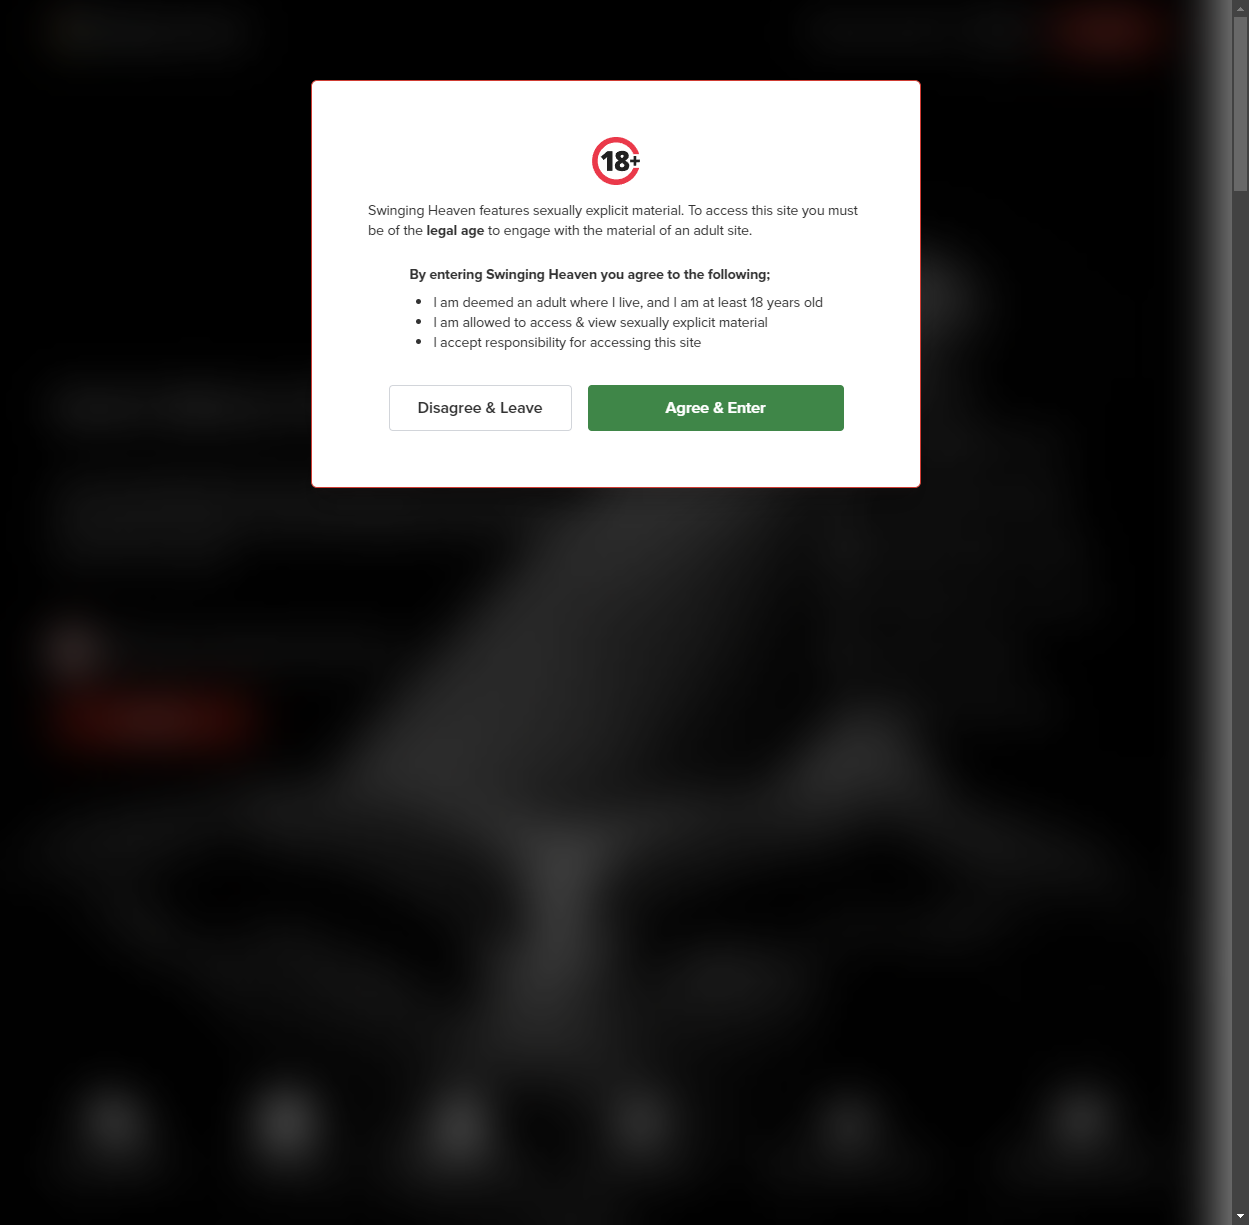 18+
Swinging Heaven features sexually explicit material. To access this site you must
be of the legal age to engage with the material of an adult site.
By entering Swinging Heaven you agree to the following;
• I am deemed an adult where I live, and I am at least 18 years old
• I am allowed to access & view sexually explicit material
• I accept responsibility for accessing this site
Disagree & Leave
Agree & Enter